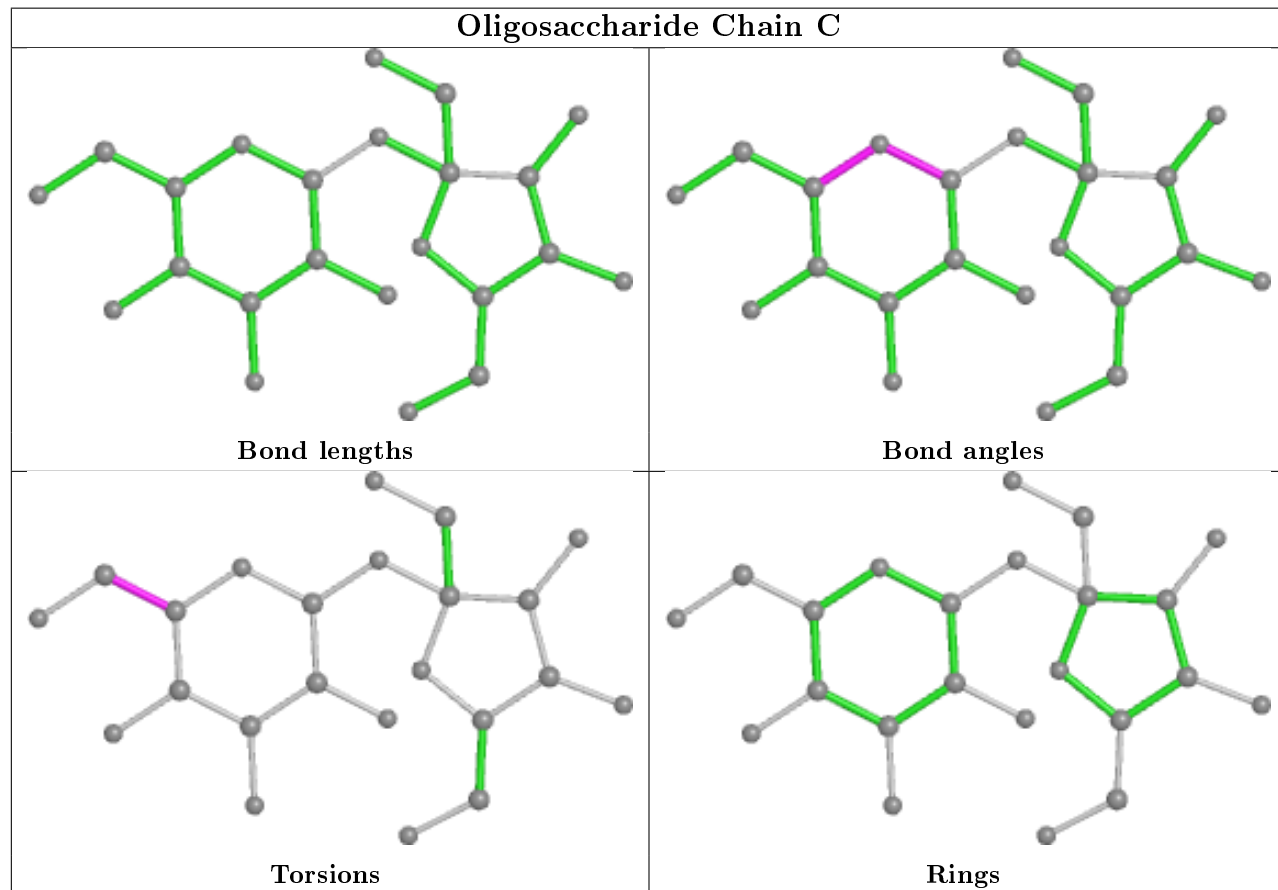 Oligosaccharide Chain C
Bond lengths
Bond angles
Torsions
Rings